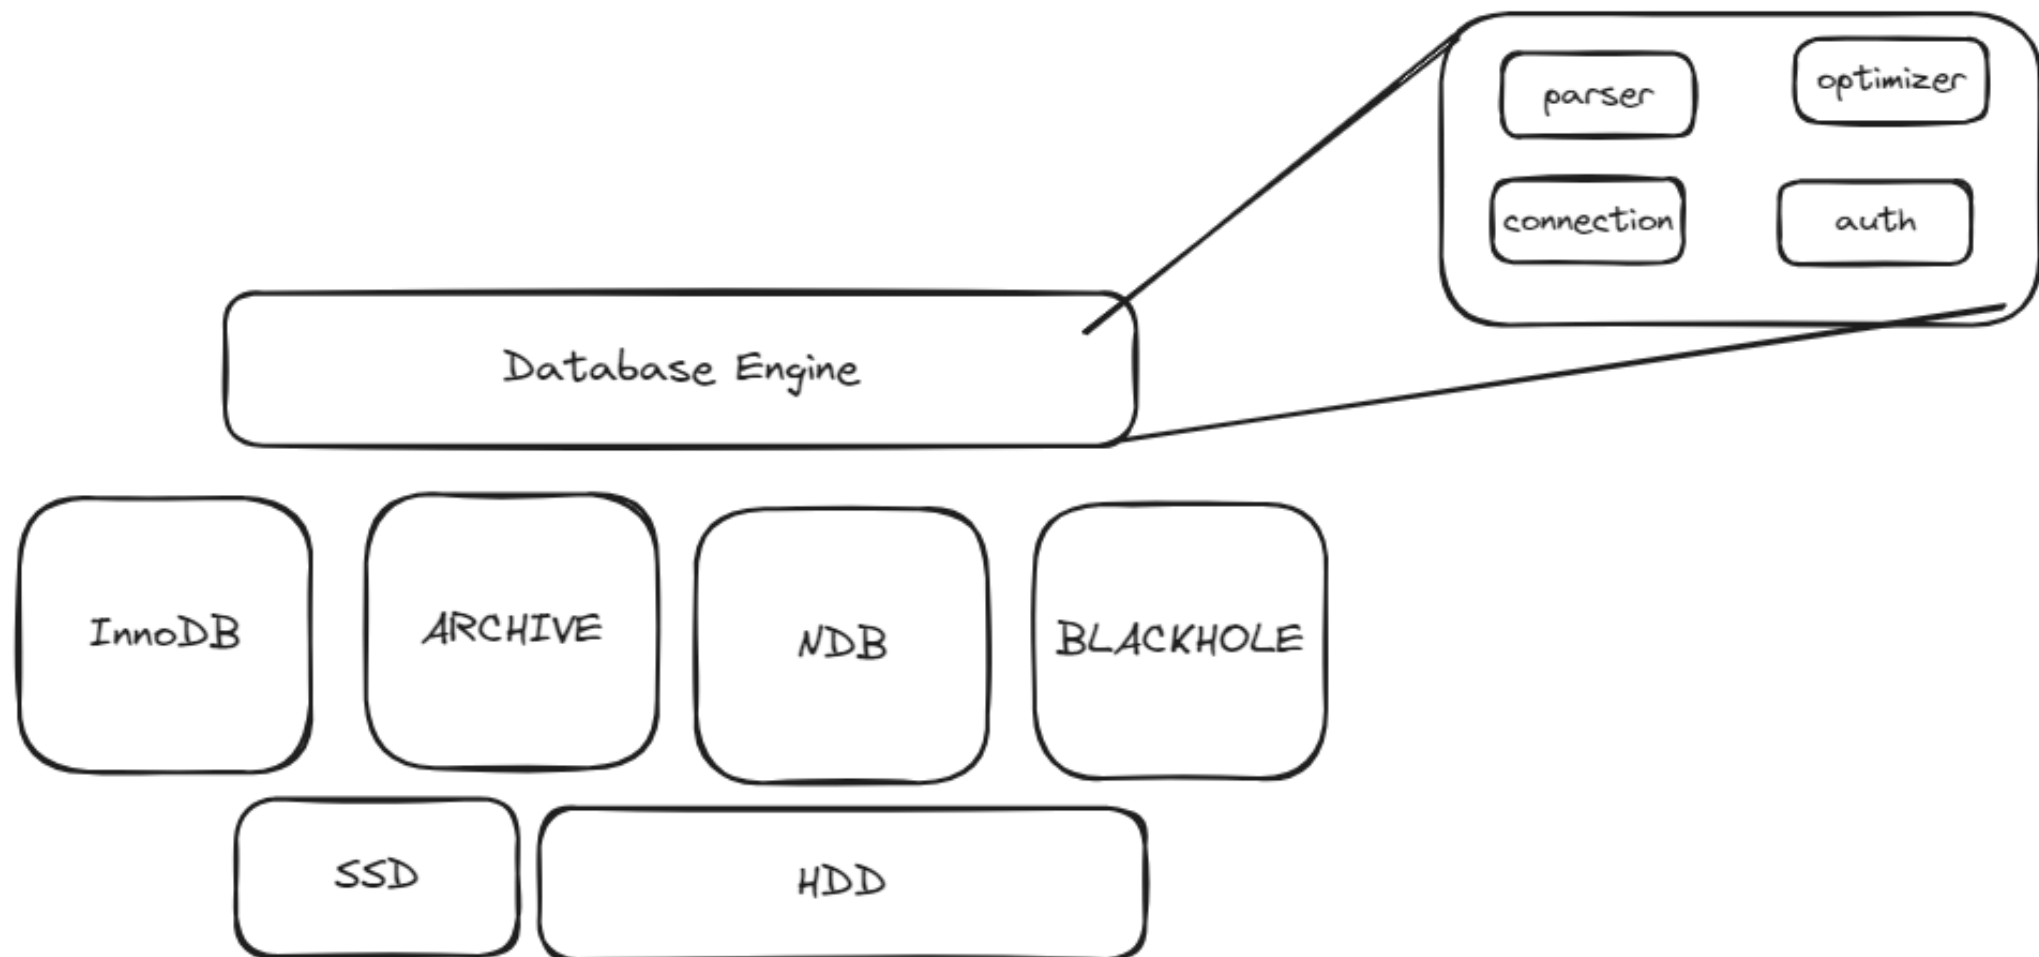 parser
optimizer
connection
auth
Database Engine
InnoDB
ARCHIVE
NDB
BLACKHOLE
SSD
HDD